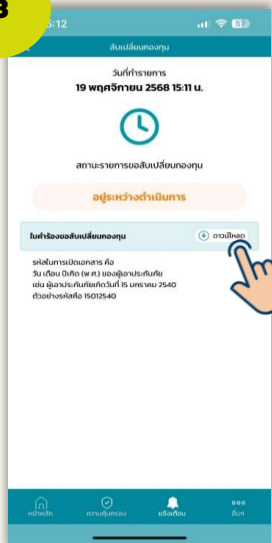 3
5:12
87
สับเปลี่ยนกองทุน
วันที่ทำรายการ
19 พฤศจิกายน 2568 15:11 น.
สถานะรายการขอสับเปลี่ยนกองทุน
อยู่ระหว่างดำเนินการ
ใบคำร้องขอสับเปลี่ยนกองทุน ดาวน์โหลด
รหัสในการเปิดเอกสาร คือ
วัน เดือน ปีเกิด (พ.ศ.) ของผู้เอาประกันภัย
เช่น ผู้เอาประกันภัยเกิดวันที่ 15 มกราคม 2540
ตัวอย่างรหัสคือ 15012540
หน้าหลัก ความคุ้มครอง แจ้งเตือน อื่นๆ